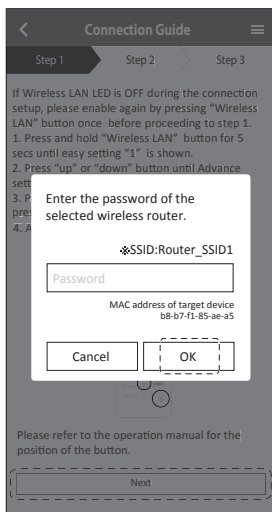 Connection Guide
Step 1
Step 2
Step 3
If Wireless LAN LED is OFF during the connection
setup, please enable again by pressing "Wireless
LAN" button once before proceeding to step 1.
1. Press and hold "Wireless LAN" button for 5
secs until easy setting "1" is shown.
2. Press "up" or "down" button until Advance
sett
3. P
pres
4. A
Enter the password of the
selected wireless router.
※SSID:Router_SSID1
Password
MAC address of target device
b8-b7-f1-85-ae-a5
Cancel
OK
Please refer to the operation manual for the
position of the button.
Next